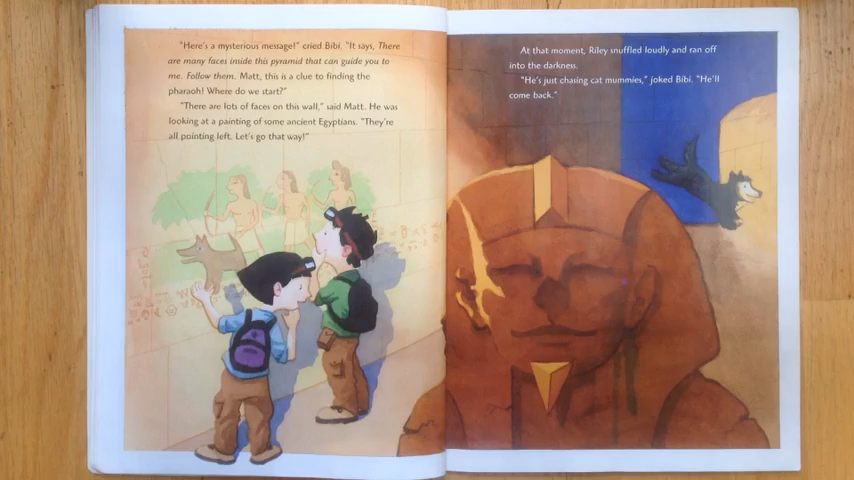 "Here's a mysterious message!" cried Bibi. "It says, There
are many faces inside this pyramid that can guide you to
me. Follow them. Matt, this is a clue to finding the
pharaoh! Where do we start?"
"There are lots of faces on this wall," said Matt. He was
looking at a painting of some ancient Egyptians. "They're
all pointing left. Let's go that way!"
At that moment, Riley snuffled loudly and ran off
into the darkness.
"He's just chasing cat mummies," joked Bibi. "He'll
come back."